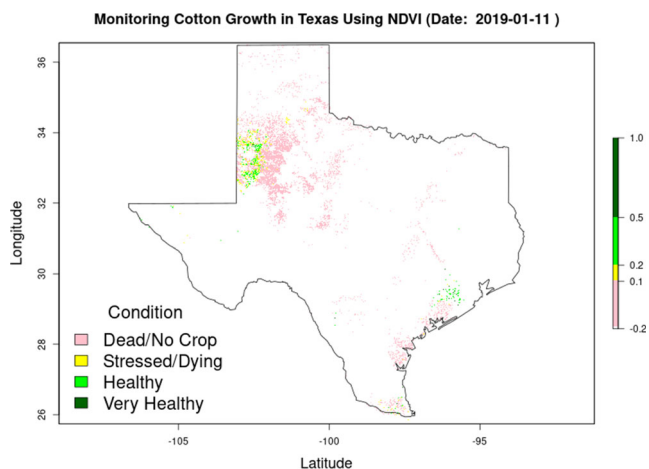 Monitoring Cotton Growth in Texas Using NDVI (Date:  2019-01-11 )
36
34
32
30
28
26
Longitude
-105
-100
-95
Latitude
Condition
Dead/No Crop
Stressed/Dying
Healthy
Very Healthy
1.0
0.5
0.2
0.1
-0.2